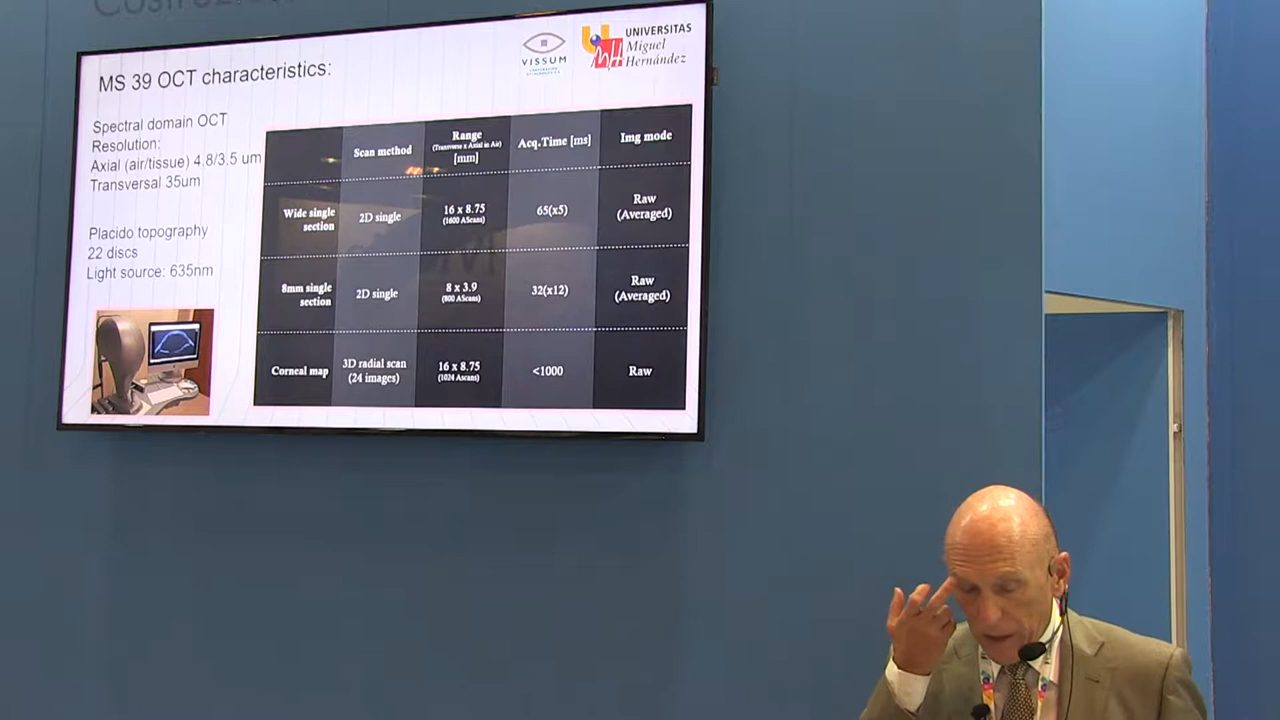 MS 39 OCT characteristics:
VISSUM
UNIVERSITAS
Miguel
Hernández
Spectral domain OCT
Resolution:
Axial (air/tissue) 4.8/3.5 um
Transversal 35um
Placido topography
22 discs
Light source: 635nm
Scan method
Range
(Transverse x Axial in Air)
[mm]
Acq.Time [ms]
Img mode
Wide single
section
2D single
16 x 8.75
(1600 AScans)
65(x5)
Raw
(Averaged)
8mm single
section
2D single
8 x 3.9
(800 AScans)
32(x12)
Raw
(Averaged)
Corneal map
3D radial scan
(24 images)
16 x 8.75
(1024 Ascans)
<1000
Raw